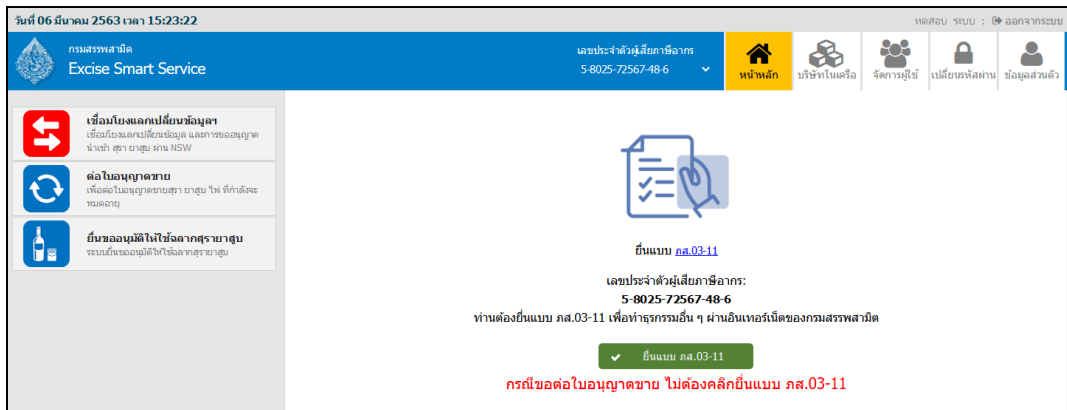 วันที่ 06 มีนาคม 2563 เวลา 15:23:22
ทดสอบ ระบบ : ออกจากระบบ
กรมสรรพสามิต
Excise Smart Service
เลขประจำตัวผู้เสียภาษีอากร
5-8025-72567-48-6
หน้าหลัก
บริษัทในเครือ
จัดการผู้ใช้
เปลี่ยนรหัสผ่าน
ข้อมูลส่วนตัว
เชื่อมโยงแลกเปลี่ยนข้อมูลฯ
เชื่อมโยงแลกเปลี่ยนข้อมูล และการขออนุญาต
นำเข้า สุรา ยาสูบ ผ่าน NSW
ต่อใบอนุญาตขาย
เพื่อต่อใบอนุญาตขายสุรา ยาสูบ ไพ่ ที่กำลังจะ
หมดอายุ
ยื่นขออนุมัติให้ใช้ฉลากสุรายาสูบ
ระบบยื่นขออนุมัติให้ใช้ฉลากสุรายาสูบ
ยื่นแบบ ภส.03-11
เลขประจำตัวผู้เสียภาษีอากร:
5-8025-72567-48-6
ท่านต้องยื่นแบบ ภส.03-11 เพื่อทำธุรกรรมอื่น ๆ ผ่านอินเทอร์เน็ตของกรมสรรพสามิต
ยื่นแบบ ภส.03-11
กรณีขอต่อใบอนุญาตขาย ไม่ต้องคลิกยื่นแบบ ภส.03-11